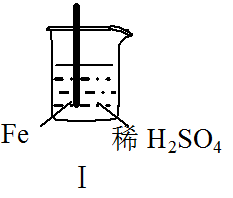 Fe 稀 H₂SO₄
I